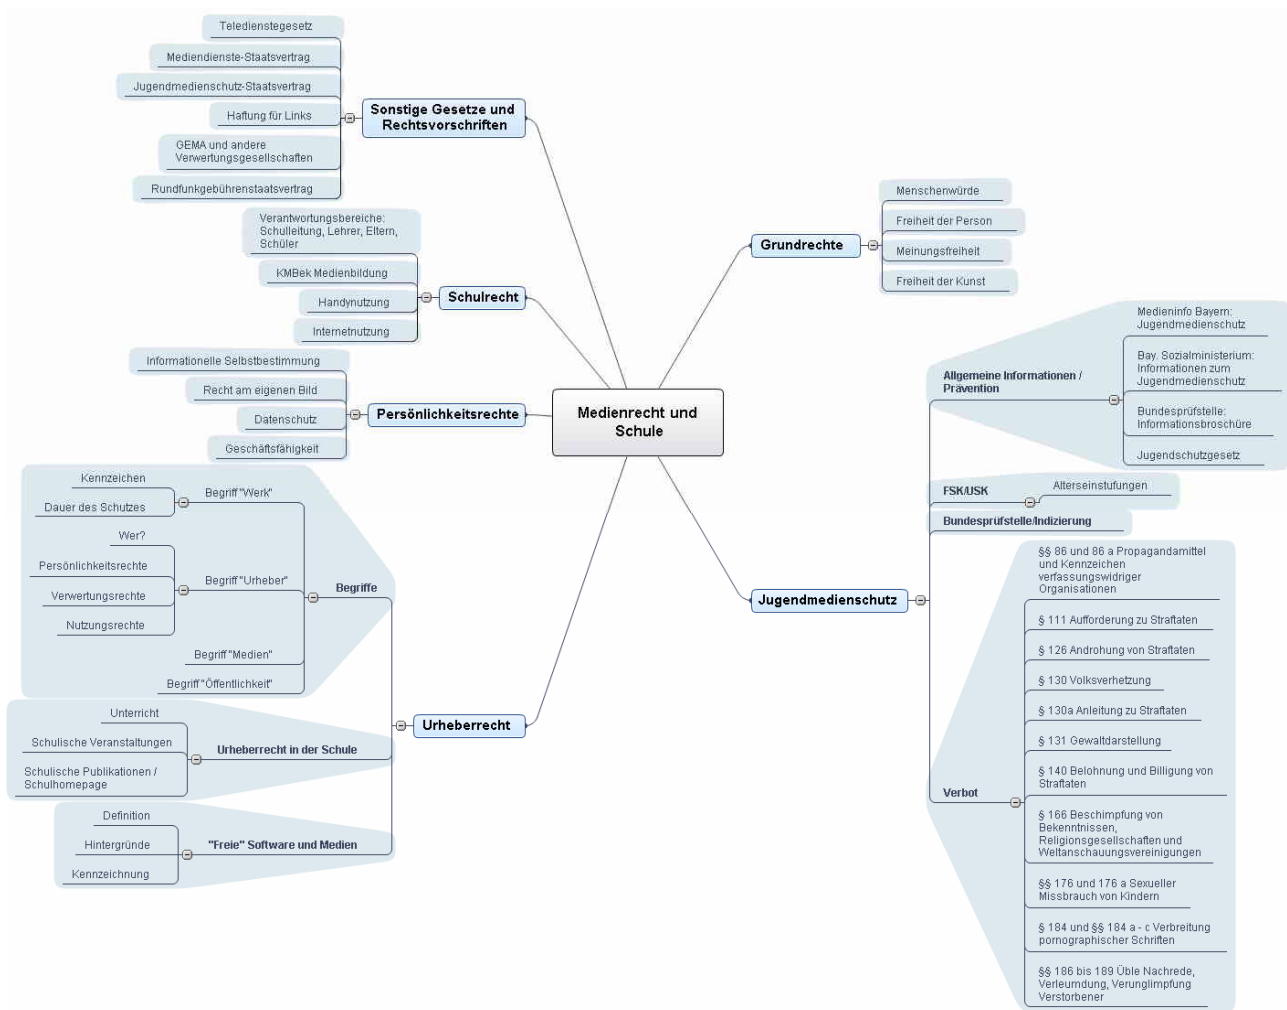 Medienrecht und
Schule
Sonstige Gesetze und
Rechtsvorschriften
Teledienstegesetz
Mediendienste-Staatsvertrag
Jugendmedienschutz-Staatsvertrag
Haftung für Links
GEMA und andere
Verwertungsgesellschaften
Rundfunkgebührenstaatsvertrag
Schulrecht
Verantwortungsbereiche:
Schulleitung, Lehrer, Eltern,
Schüler
KMBek Medienbildung
Handynutzung
Internetnutzung
Persönlichkeitsrechte
Informationelle Selbstbestimmung
Recht am eigenen Bild
Datenschutz
Geschäftsfähigkeit
Urheberrecht
Begriffe
Begriff "Werk"
Kennzeichen
Dauer des Schutzes
Begriff "Urheber"
Wer?
Persönlichkeitsrechte
Verwertungsrechte
Nutzungsrechte
Begriff "Medien"
Begriff "Öffentlichkeit"
Urheberrecht in der Schule
Unterricht
Schulische Veranstaltungen
Schulische Publikationen /
Schulhomepage
"Freie" Software und Medien
Definition
Hintergründe
Kennzeichnung
Grundrechte
Menschenwürde
Freiheit der Person
Meinungsfreiheit
Freiheit der Kunst
Jugendmedienschutz
Allgemeine Informationen /
Prävention
Medieninfo Bayern:
Jugendmedienschutz
Bay. Sozialministerium:
Informationen zum
Jugendmedienschutz
Bundesprüfstelle:
Informationsbroschüre
Jugendschutzgesetz
FSK/USK
Alterseinstufungen
Bundesprüfstelle/Indizierung
Verbot
§§ 86 und 86 a Propagandamittel
und Kennzeichen
verfassungswidriger
Organisationen
§ 111 Aufforderung zu Straftaten
§ 126 Androhung von Straftaten
§ 130 Volksverhetzung
§ 130a Anleitung zu Straftaten
§ 131 Gewaltdarstellung
§ 140 Belohnung und Billigung von
Straftaten
§ 166 Beschimpfung von
Bekenntnissen,
Religionsgesellschaften und
Weltanschauungsvereinigungen
§§ 176 und 176 a Sexueller
Missbrauch von Kindern
§ 184 und §§ 184 a - c Verbreitung
pornographischer Schriften
§§ 186 bis 189 Üble Nachrede,
Verleumdung, Verunglimpfung
Verstorbener